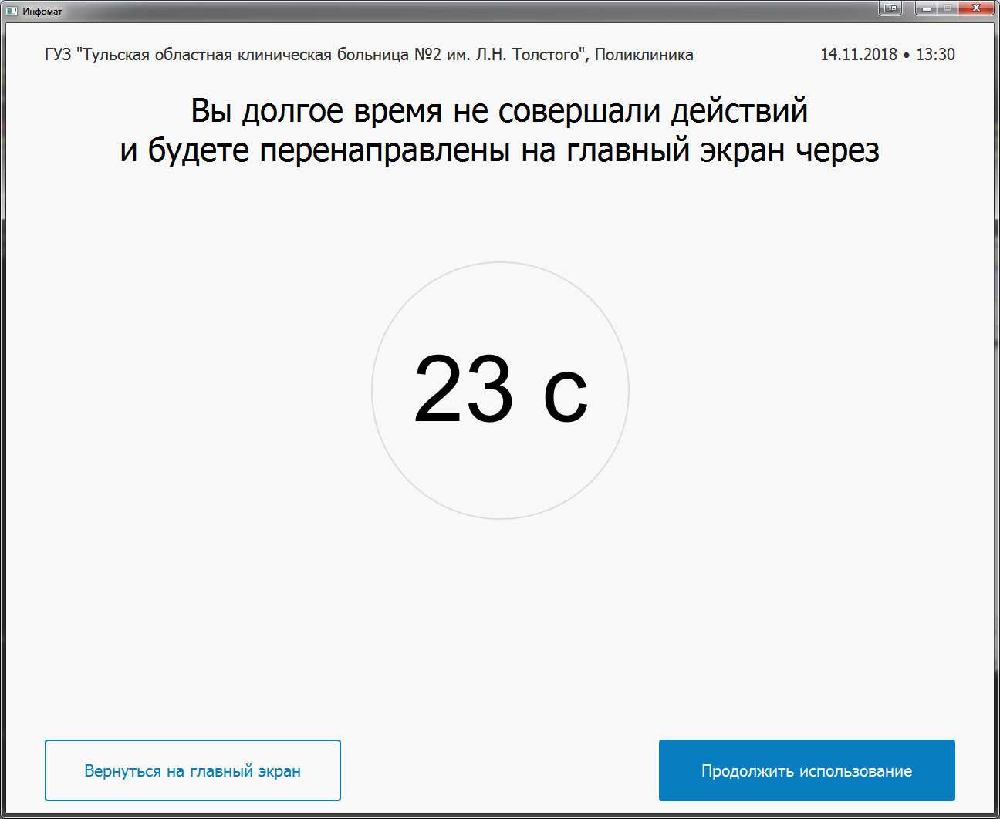 Инфомат
ГУЗ "Тульская областная клиническая больница №2 им. Л.Н. Толстого", Поликлиника
14.11.2018 • 13:30
Вы долгое время не совершали действий
и будете перенаправлены на главный экран через
23 с
Вернуться на главный экран
Продолжить использование